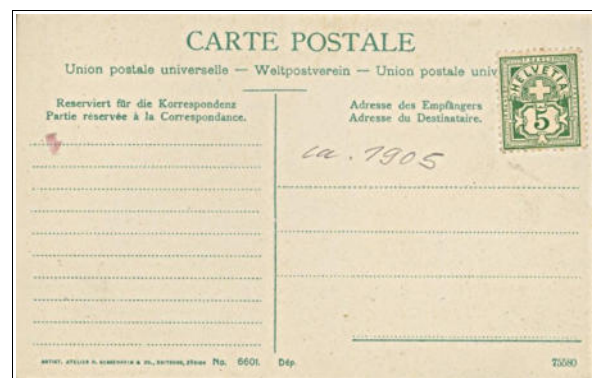 CARTE POSTALE
Union postale universelle — Weltpostverein — Union postale univ
Reserviert für die Korrespondenz
Partie réservée à la Correspondance.
Adresse des Empfängers
Adresse du Destinataire.
HELVETIA
5
ca. 1905
No. 6601.
Dép.
75580